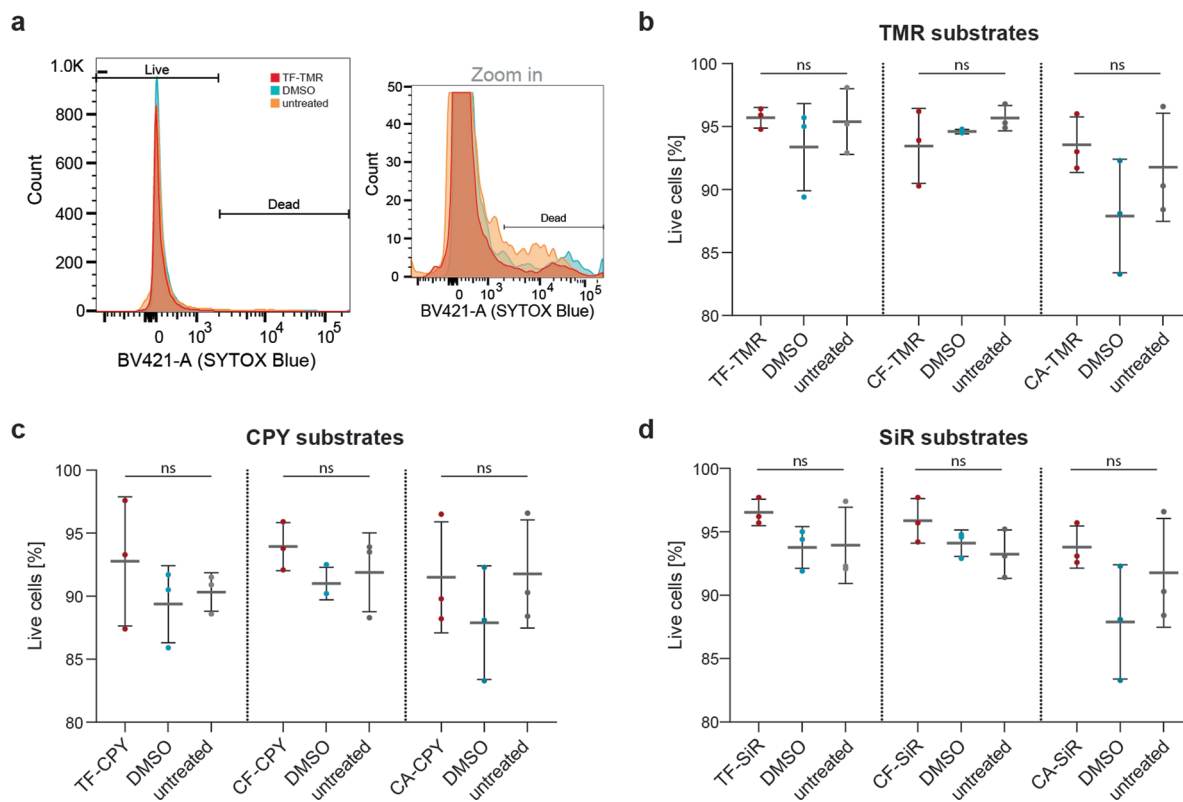 a
1.0K
800
600
400
200
0
Count
Live
Dead
TF-TMR
DMSO
untreated
0 10³ 10⁴ 10⁵
BV421-A (SYTOX Blue)
Zoom in
50
40
30
20
10
0
Count
Dead
0 10³ 10⁴ 10⁵
BV421-A (SYTOX Blue)
b
TMR substrates
Live cells [%]
100
95
90
85
80
ns ns ns
TF-TMR DMSO untreated CF-TMR DMSO untreated CA-TMR DMSO untreated
c
CPY substrates
Live cells [%]
100
95
90
85
80
ns ns ns
TF-CPY DMSO untreated CF-CPY DMSO untreated CA-CPY DMSO untreated
d
SiR substrates
Live cells [%]
100
95
90
85
80
ns ns ns
TF-SiR DMSO untreated CF-SiR DMSO untreated CA-SiR DMSO untreated